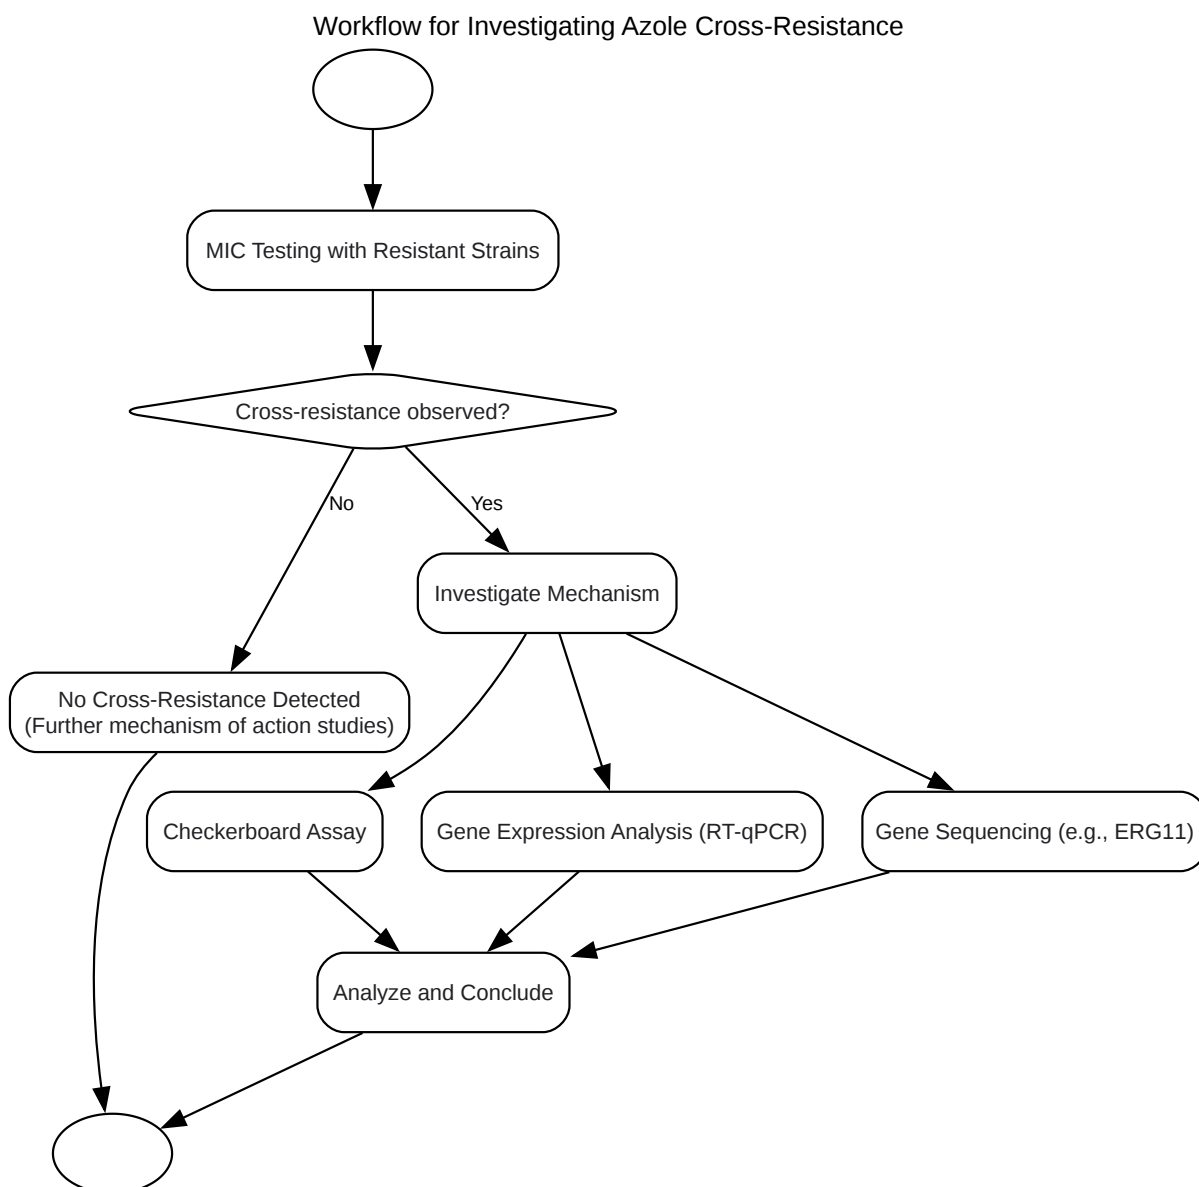 Workflow for Investigating Azole Cross-Resistance
MIC Testing with Resistant Strains
Cross-resistance observed?
No
Yes
Investigate Mechanism
No Cross-Resistance Detected
(Further mechanism of action studies)
Checkerboard Assay
Gene Expression Analysis (RT-qPCR)
Gene Sequencing (e.g., ERG11)
Analyze and Conclude